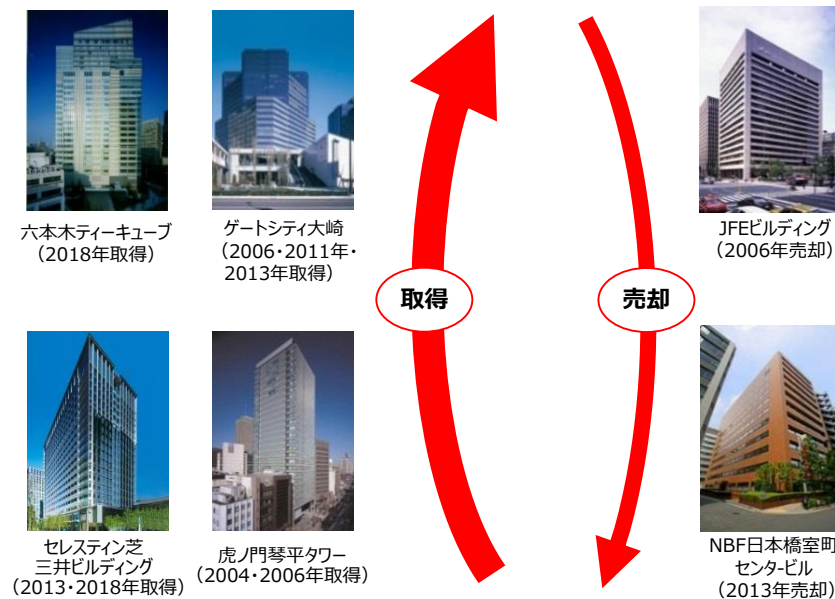 六本木ティーキューブ
(2018年取得)
ゲートシティ大崎
(2006・2011年・
2013年取得)
取得
売却
JFEビルディング
(2006年売却)
セレスティン芝
三井ビルディング
(2013・2018年取得)
虎ノ門琴平タワー
(2004・2006年取得)
NBF日本橋室町
センタービル
(2013年売却)